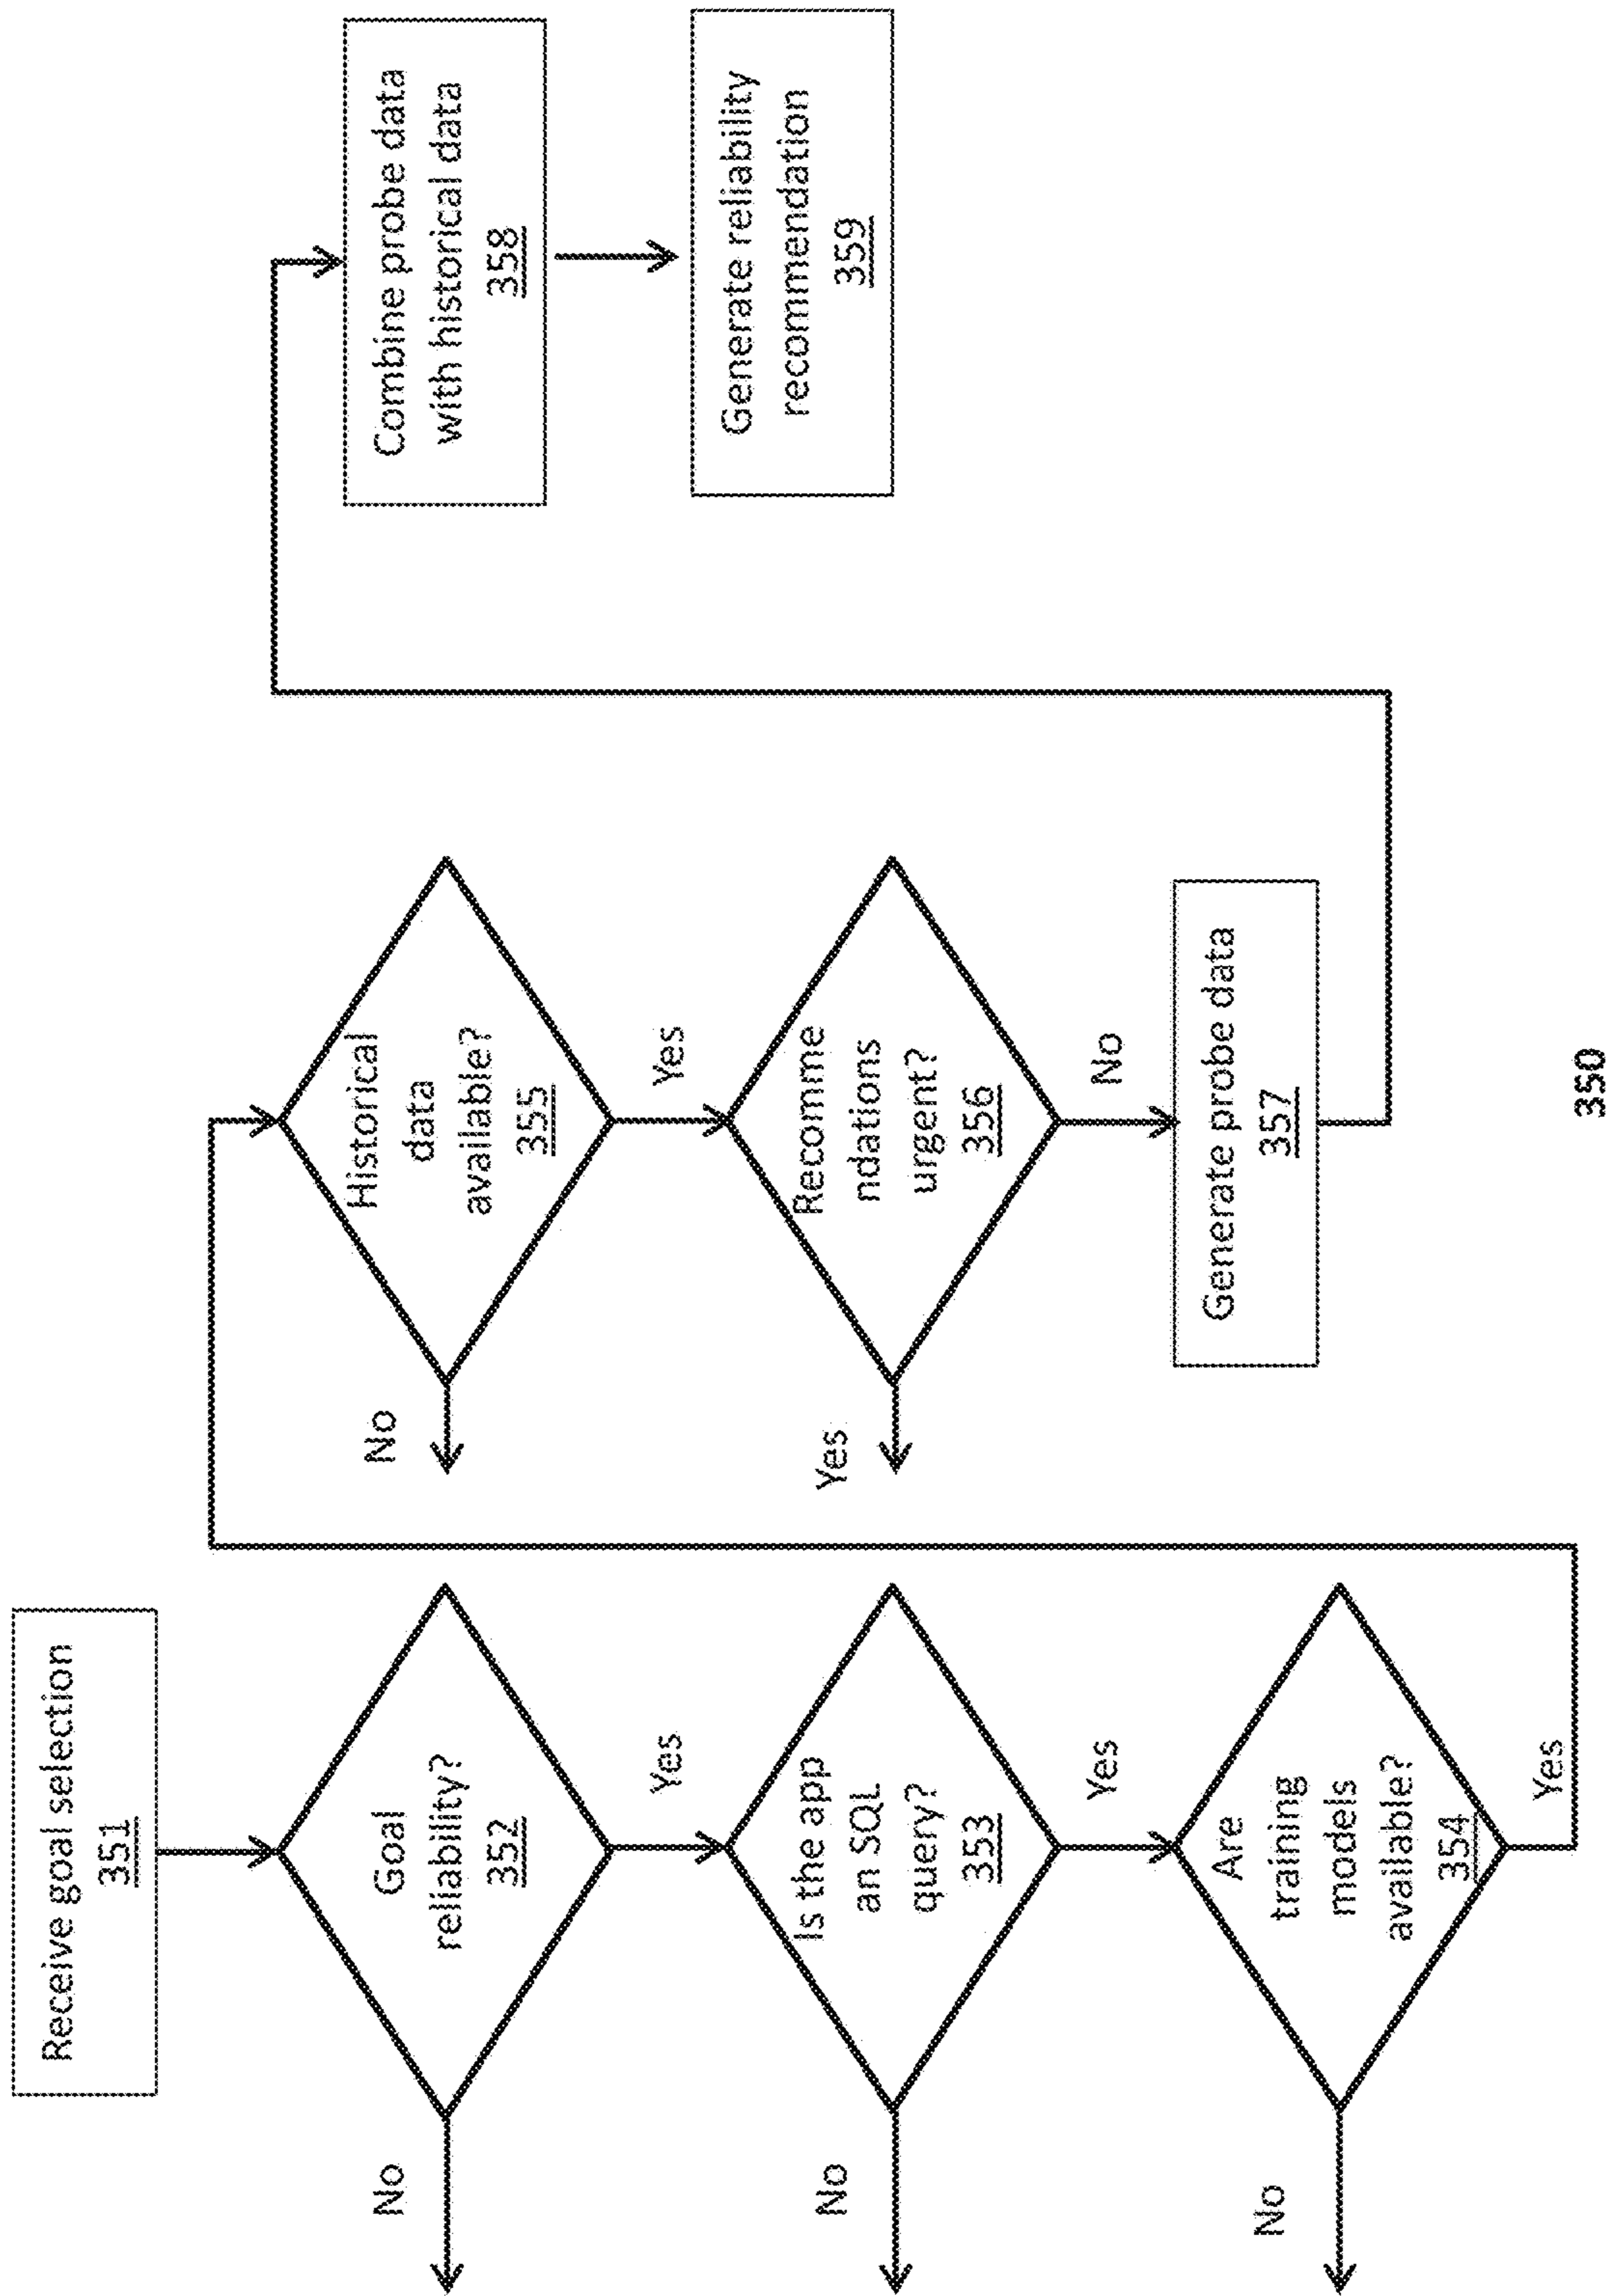 Receive goal selection
351
Goal
reliability?
352
No
Yes
Is the app
an SQL
query?
353
No
Yes
Are
training
models
available?
354
No
Yes
Historical
data
available?
355
No
Yes
Recomme
ndations
urgent?
356
Yes
No
Generate probe data
357
Combine probe data
with historical data
358
Generate reliability
recommendation
359
350